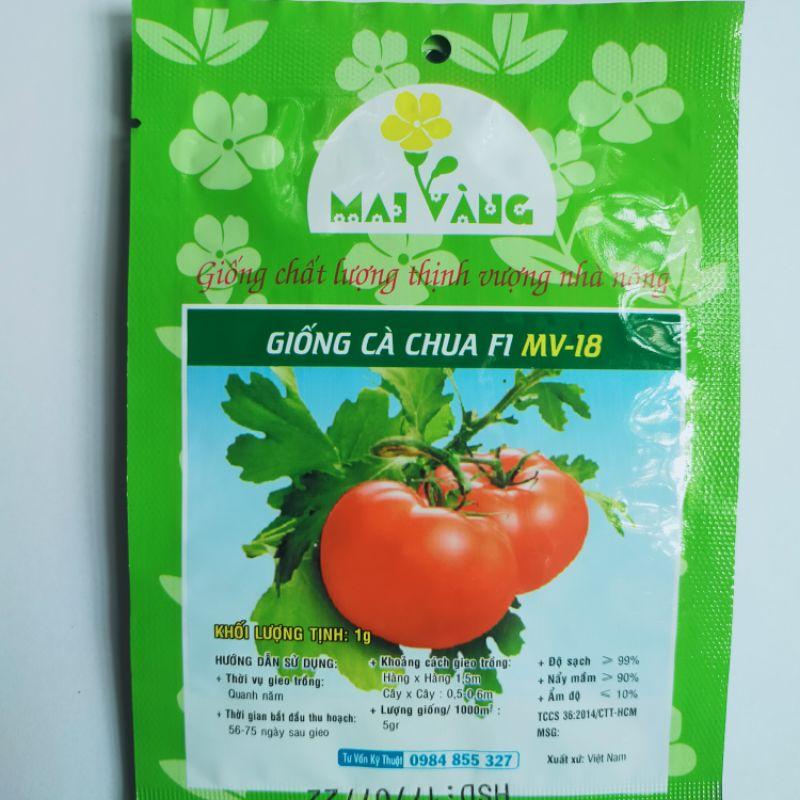 MAI VÀNG
Giống chất lượng thịnh vượng nhà nông
GIỐNG CÀ CHUA F1 MV-18
KHỐI LƯỢNG TỊNH: 1g
HƯỚNG DẪN SỬ DỤNG:
+ Thời vụ gieo trồng:
Quanh năm
+ Thời gian bắt đầu thu hoạch:
56-75 ngày sau gieo
+ Khoảng cách gieo trồng:
Hàng x Hàng 1,5m
Cây x Cây : 0,5-0,6m
+ Lượng giống/ 1000m² :
5gr
+ Độ sạch ≥ 99%
+ Nẩy mầm ≥ 90%
+ Ẩm độ ≤ 10%
TCCS 36:2014/CTT-HCM
MSG:
Xuất xứ: Việt Nam
Tư Vấn Kỹ Thuật 0984 855 327